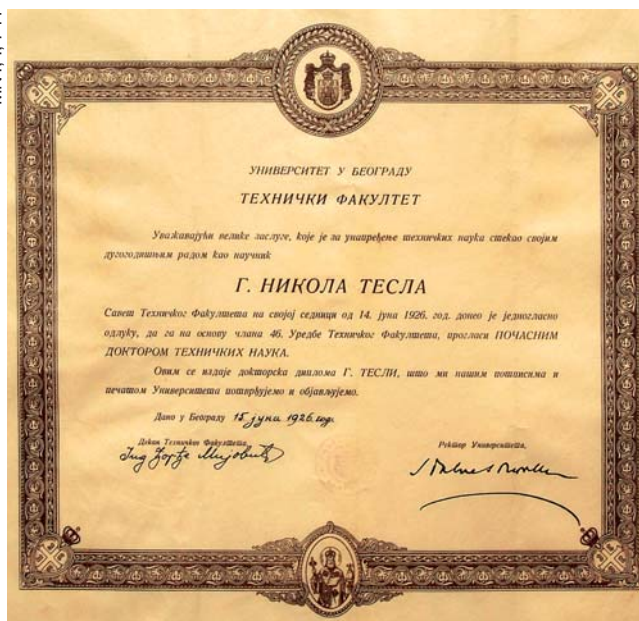 УНИВЕРСИТЕТ У БЕОГРАДУ
ТЕХНИЧКИ ФАКУЛТЕТ
Уважавајући велике заслуге, које је за унапређење техничких наука стекао својим
дугогодишњим радом као научник
Г. НИКОЛА ТЕСЛА
Савет Техничког Факултета на својој седници од 14. јуна 1926. год. донео је једногласно
одлуку, да га на основу члана 46. Уредбе Техничког Факултета, прогласи ПОЧАСНИМ
ДОКТОРОМ ТЕХНИЧКИХ НАУКА.
Овим се издаје докторска диплома Г. ТЕСЛИ, што ми нашим потписима и
печатом Универзитета потврђујемо и објављујемо.
Дано у Београду 15 јуна 1926. год.
Декан Техничког Факултета,
Ректор Универзитета,
Инж Ђорђе Мијовић